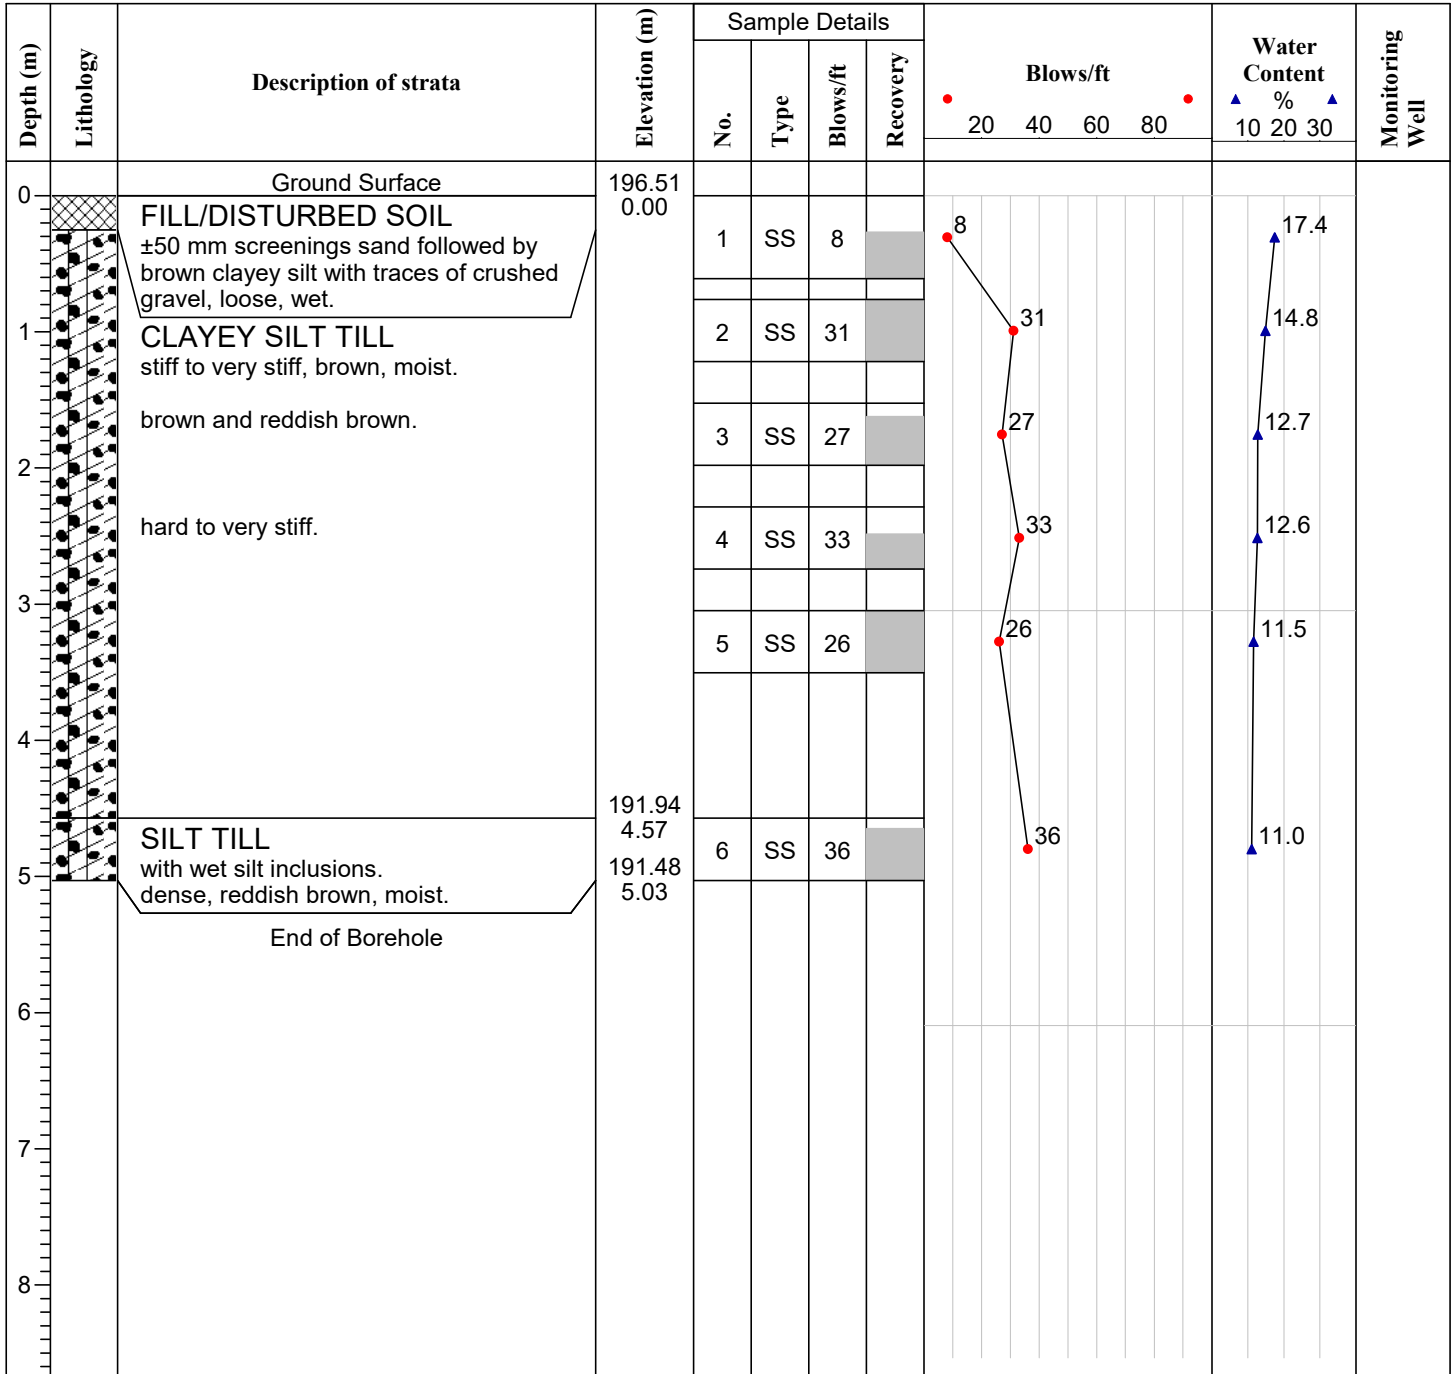 Depth (m)
Lithology
Description of strata
Elevation (m)
Sample Details
No.
Type
Blows/ft
Recovery
Blows/ft
20 40 60 80
Water
Content
%
10 20 30
Monitoring
Well
Ground Surface
196.51
0.00
0
FILL/DISTURBED SOIL
±50 mm screenings sand followed by
brown clayey silt with traces of crushed
gravel, loose, wet.
1 SS 8
8
17.4
1
CLAYEY SILT TILL
stiff to very stiff, brown, moist.
2 SS 31
31
14.8
brown and reddish brown.
3 SS 27
27
12.7
2
hard to very stiff.
4 SS 33
33
12.6
3
5 SS 26
26
11.5
4
191.94
4.57
SILT TILL
with wet silt inclusions.
dense, reddish brown, moist.
6 SS 36
36
11.0
191.48
5.03
5
End of Borehole
6
7
8